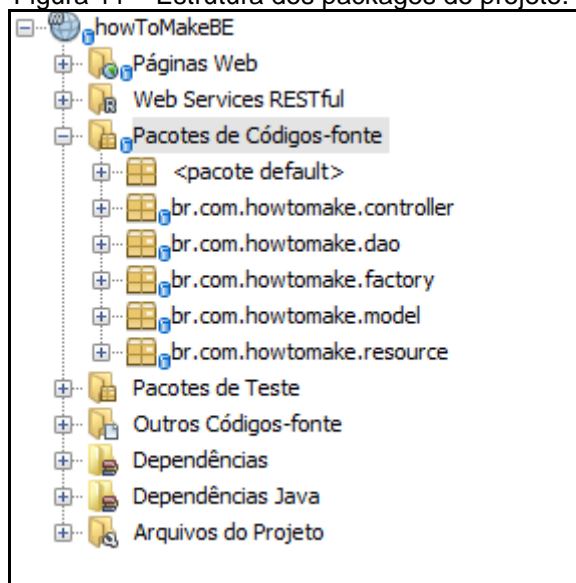 Estrutura dos packages do projeto.
howToMakeBE
Páginas Web
Web Services RESTful
Pacotes de Códigos-fonte
<pacote default>
br.com.howtomake.controller
br.com.howtomake.dao
br.com.howtomake.factory
br.com.howtomake.model
br.com.howtomake.resource
Pacotes de Teste
Outros Códigos-fonte
Dependências
Dependências Java
Arquivos do Projeto